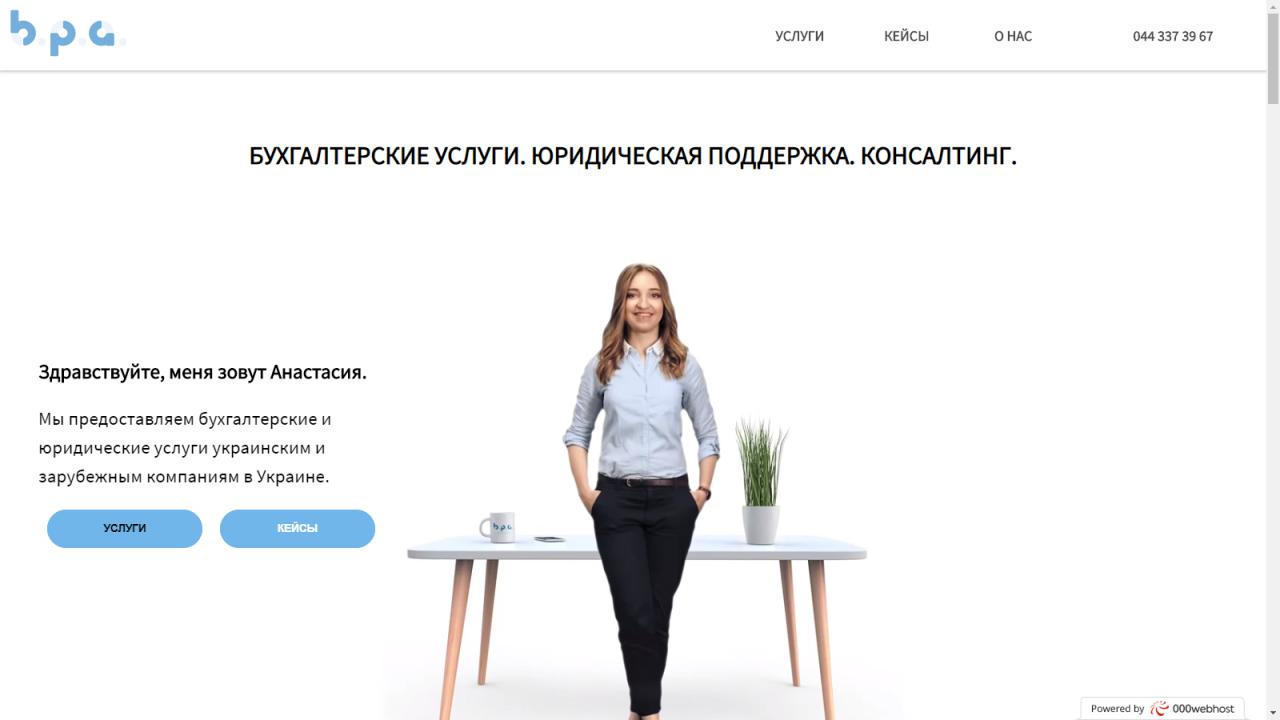 b.p.a.
УСЛУГИ
КЕЙСЫ
О НАС
044 337 39 67
БУХГАЛТЕРСКИЕ УСЛУГИ. ЮРИДИЧЕСКАЯ ПОДДЕРЖКА. КОНСАЛТИНГ.
Здравствуйте, меня зовут Анастасия.
Мы предоставляем бухгалтерские и
юридические услуги украинским и
зарубежным компаниям в Украине.
УСЛУГИ
КЕЙСЫ
b.p.a.
Powered by 000webhost